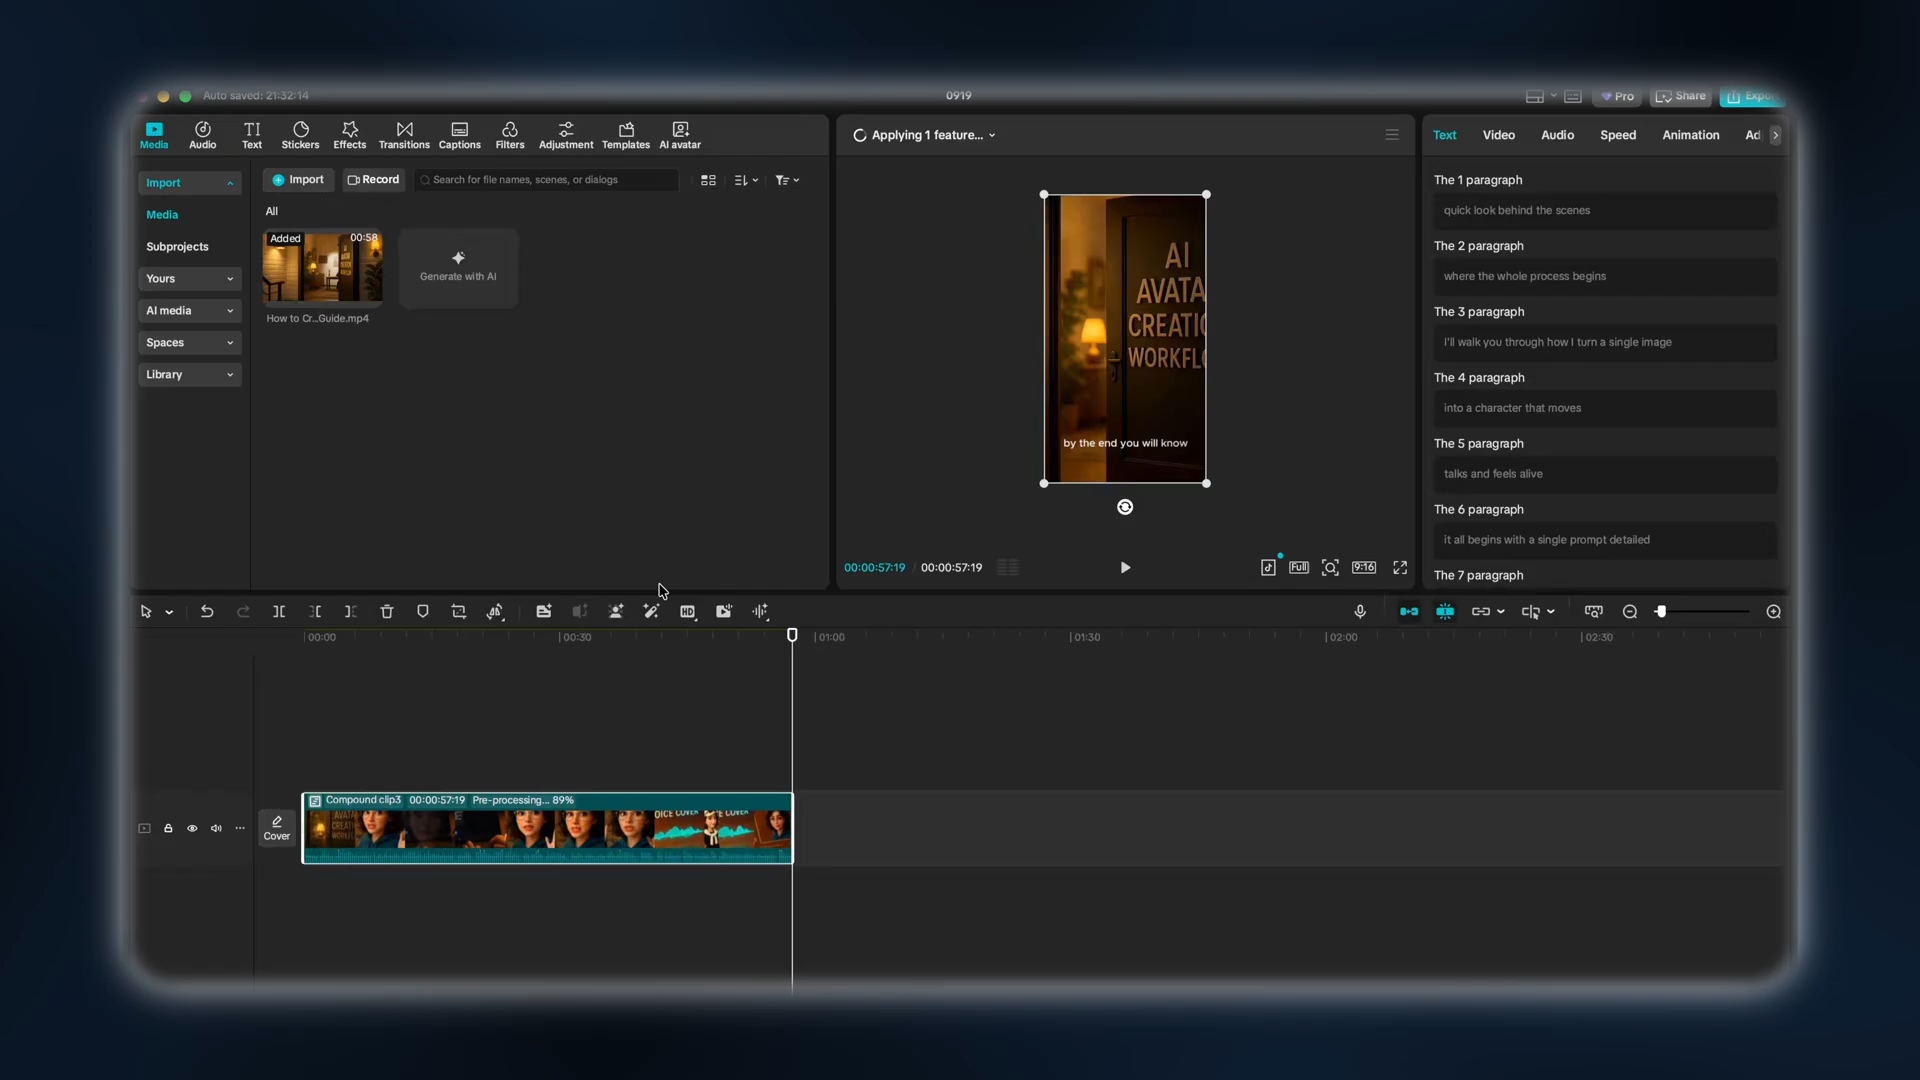 Auto saved: 21:32:14
0919
Pro
Share
Export
Media
Audio
Text
Stickers
Effects
Transitions
Captions
Filters
Adjustment
Templates
AI avatar
Import
Media
Subprojects
Yours
AI media
Spaces
Library
Import
Record
Search for file names, scenes, or dialogs
All
Added
00:58
How to Cr...Guide.mp4
Generate with AI
Applying 1 feature...
AI
AVATA
CREATIO
WORKFLO
by the end you will know
00:00:57:19 / 00:00:57:19
Full
9:16
Text
Video
Audio
Speed
Animation
Ad
The 1 paragraph
quick look behind the scenes
The 2 paragraph
where the whole process begins
The 3 paragraph
I'll walk you through how I turn a single image
The 4 paragraph
into a character that moves
The 5 paragraph
talks and feels alive
The 6 paragraph
it all begins with a single prompt detailed
The 7 paragraph
HD
00:00
00:30
01:00
01:30
02:00
02:30
Cover
Compound clip3 00:00:57:19 Pre-processing... 89%